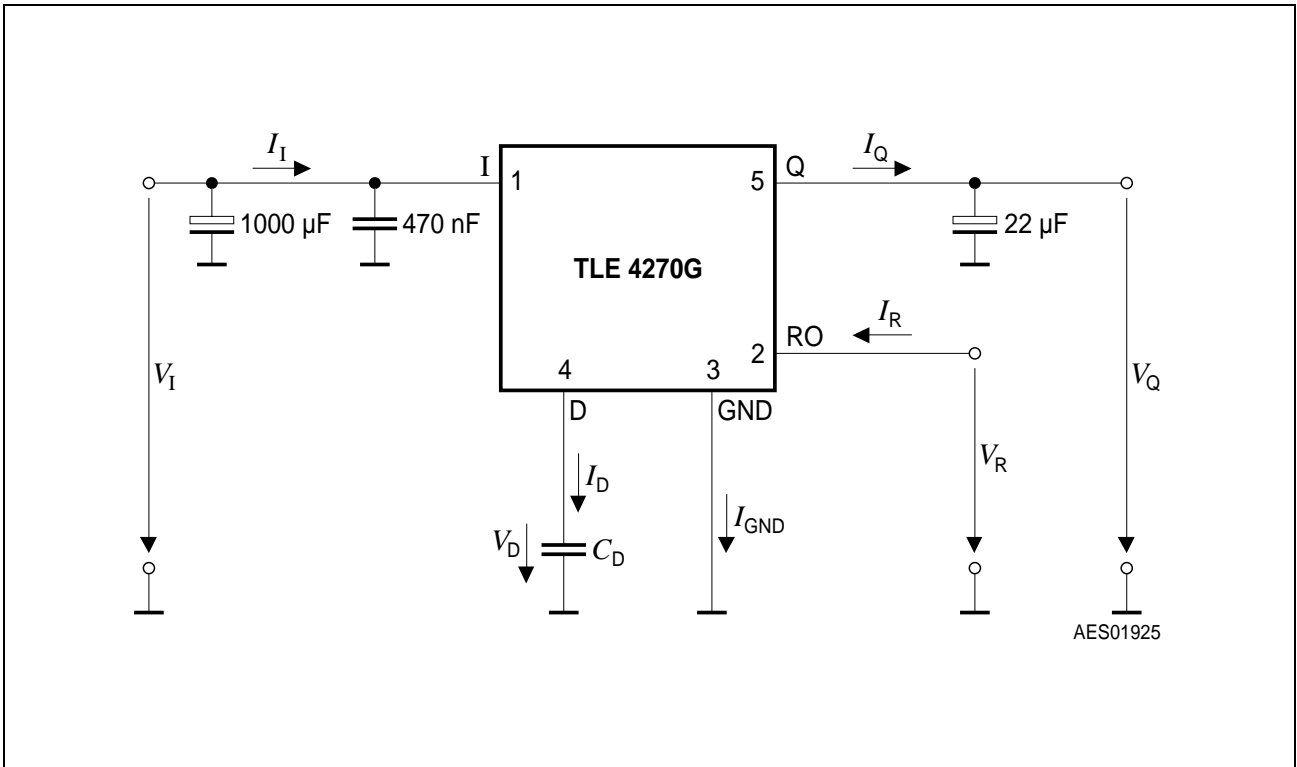 I_I
I_Q
I
1
5
Q
1000 µF
470 nF
22 µF
TLE 4270G
I_R
RO
2
V_I
4
3
V_Q
D
GND
V_R
I_D
I_GND
V_D
C_D
AES01925